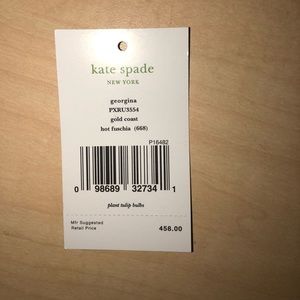 kate spade
NEW YORK
georgina
PXRU3554
gold coast
hot fuschia (668)
P16482
0 98689 32734 1
plant tulip bulbs
Mfr Suggested
Retail Price 458.00